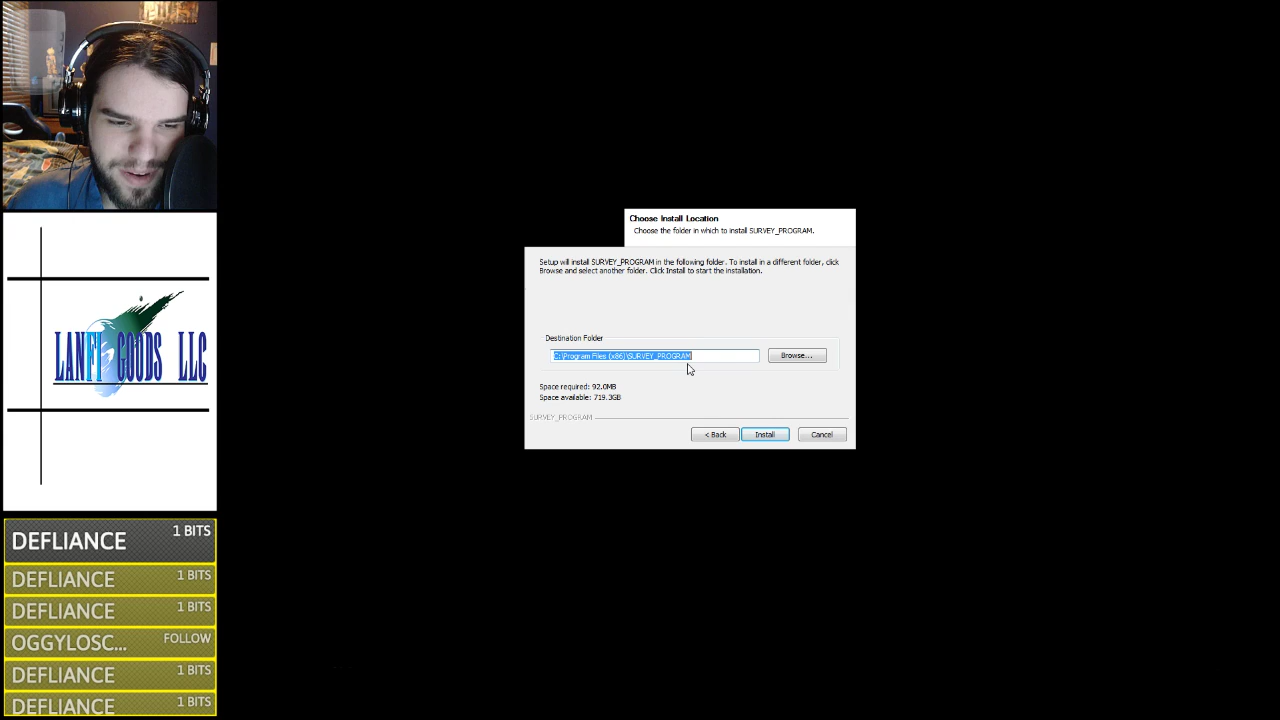 LANFI GOODS LLC
DEFLIANCE 1 BITS
DEFLIANCE 1 BITS
DEFLIANCE 1 BITS
OGGYLOSC... FOLLOW
DEFLIANCE 1 BITS
DEFLIANCE 1 BITS
Choose Install Location
Choose the folder in which to install SURVEY_PROGRAM.
Setup will install SURVEY_PROGRAM in the following folder. To install in a different folder, click
Browse and select another folder. Click Install to start the installation.
Destination Folder
C:\Program Files (x86)\SURVEY_PROGRAM
Browse...
Space required: 92.0MB
Space available: 719.3GB
SURVEY_PROGRAM
< Back
Install
Cancel